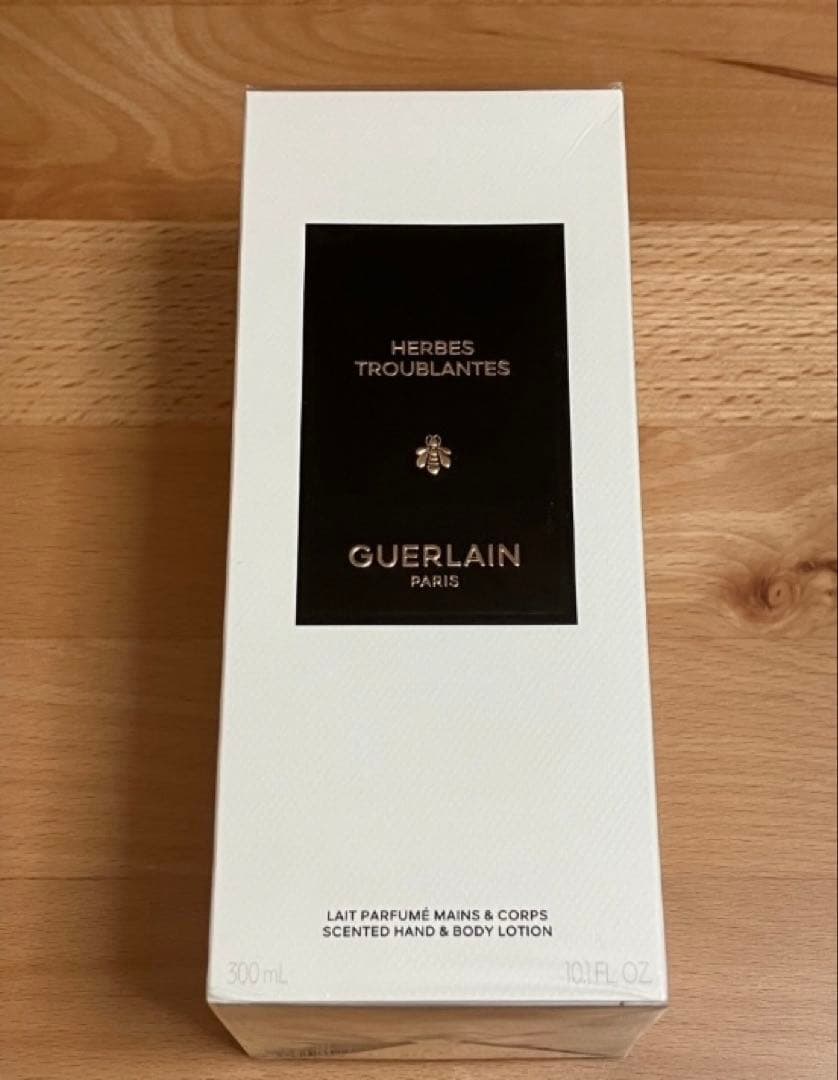 HERBES
TROUBLANTES
GUERLAIN
PARIS
LAIT PARFUMÉ MAINS & CORPS
SCENTED HAND & BODY LOTION
300 mL
10.1 FL OZ